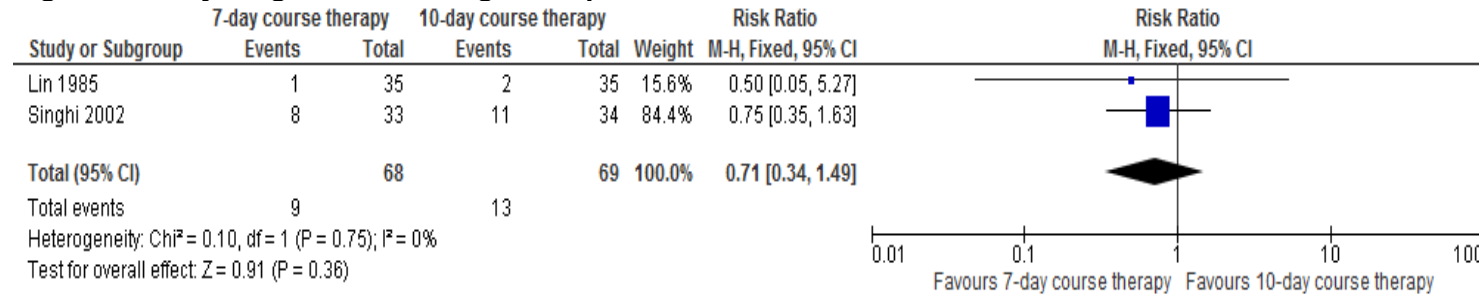 7-day course therapy 10-day course therapy Risk Ratio Risk Ratio
Study or Subgroup Events Total Events Total Weight M-H, Fixed, 95% CI M-H, Fixed, 95% CI
Lin 1985 1 35 2 35 15.6% 0.50 [0.05, 5.27]
Singhi 2002 8 33 11 34 84.4% 0.75 [0.35, 1.63]
Total (95% CI) 68 69 100.0% 0.71 [0.34, 1.49]
Total events 9 13
Heterogeneity: Chi² = 0.10, df = 1 (P = 0.75); I² = 0%
Test for overall effect: Z = 0.91 (P = 0.36)
0.01 0.1 1 10 100
Favours 7-day course therapy Favours 10-day course therapy